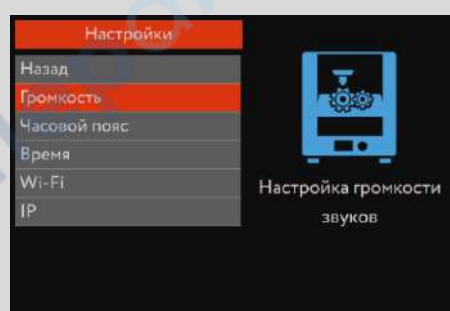 Настройки
Назад
Громкость
Часовой пояс
Время
Wi-Fi
IP
Настройка громкости
звуков